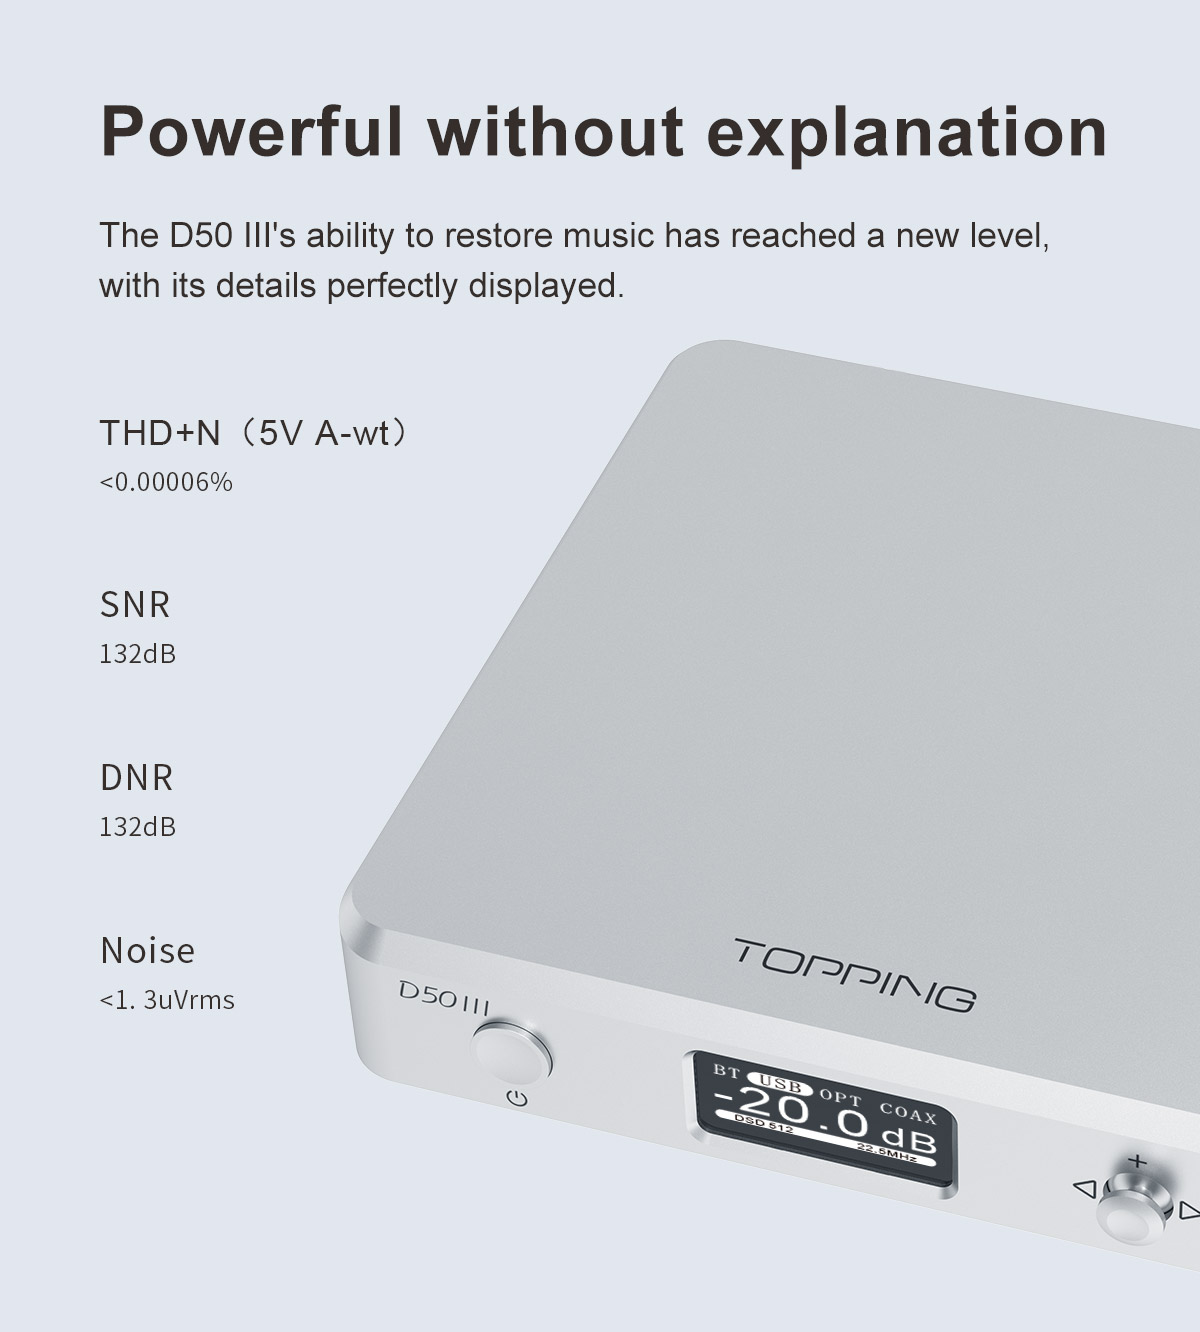 Powerful without explanation
The D50 III's ability to restore music has reached a new level,
with its details perfectly displayed.
THD+N（5V A-wt）
<0.00006%
SNR
132dB
DNR
132dB
Noise
<1. 3uVrms
TOPPING
D50 III
BT USB OPT COAX
-20.0 dB
DSD 512 22.5MHz
+